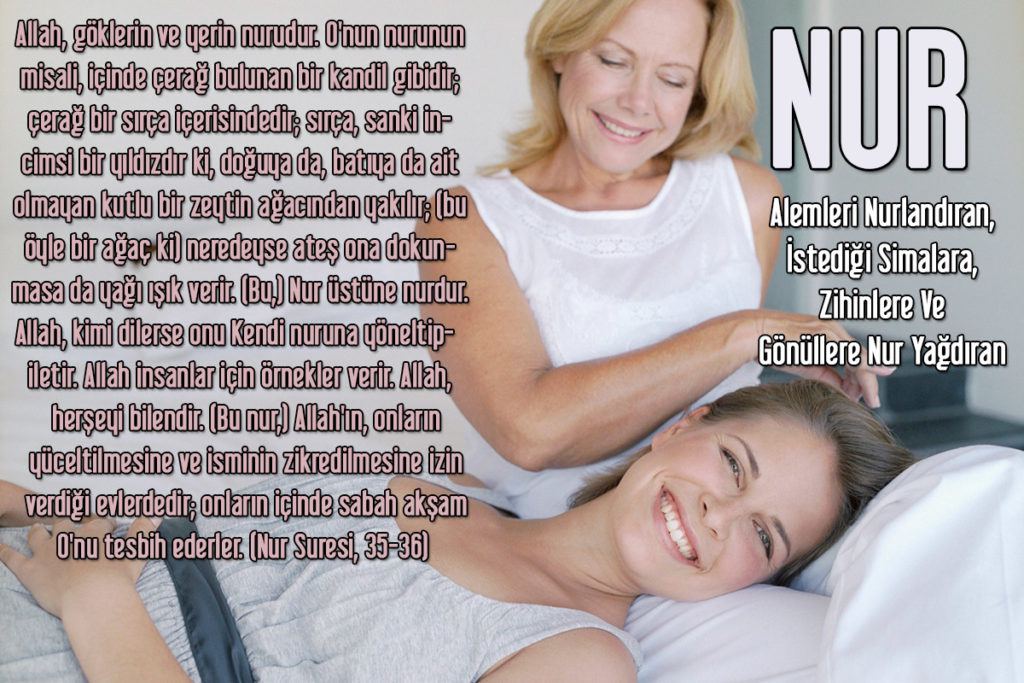 Allah, göklerin ve yerin nurudur. O'nun nurunun
misali, içinde çerağ bulunan bir kandil gibidir;
çerağ bir sırça içerisindedir; sırça, sanki in-
cimsi bir yıldızdır ki, doğuya da, batıya da ait
olmayan kutlu bir zeytin ağacından yakılır; (bu
öyle bir ağaç ki) neredeyse ateş ona dokun-
masa da yağı ışık verir. (Bu,) Nur üstüne nurdur.
Allah, kimi dilerse onu Kendi nuruna yöneltip-
iletir. Allah insanlar için örnekler verir. Allah,
herşeyi bilendir. (Bu nur,) Allah'ın, onların
yüceltilmesine ve isminin zikredilmesine izin
verdiği evlerdedir; onların içinde sabah akşam
O'nu tesbih ederler. (Nur Suresi, 35-36)
NUR
Alemleri Nurlandıran,
İstediği Simalara,
Zihinlere Ve
Gönüllere Nur Yağdıran